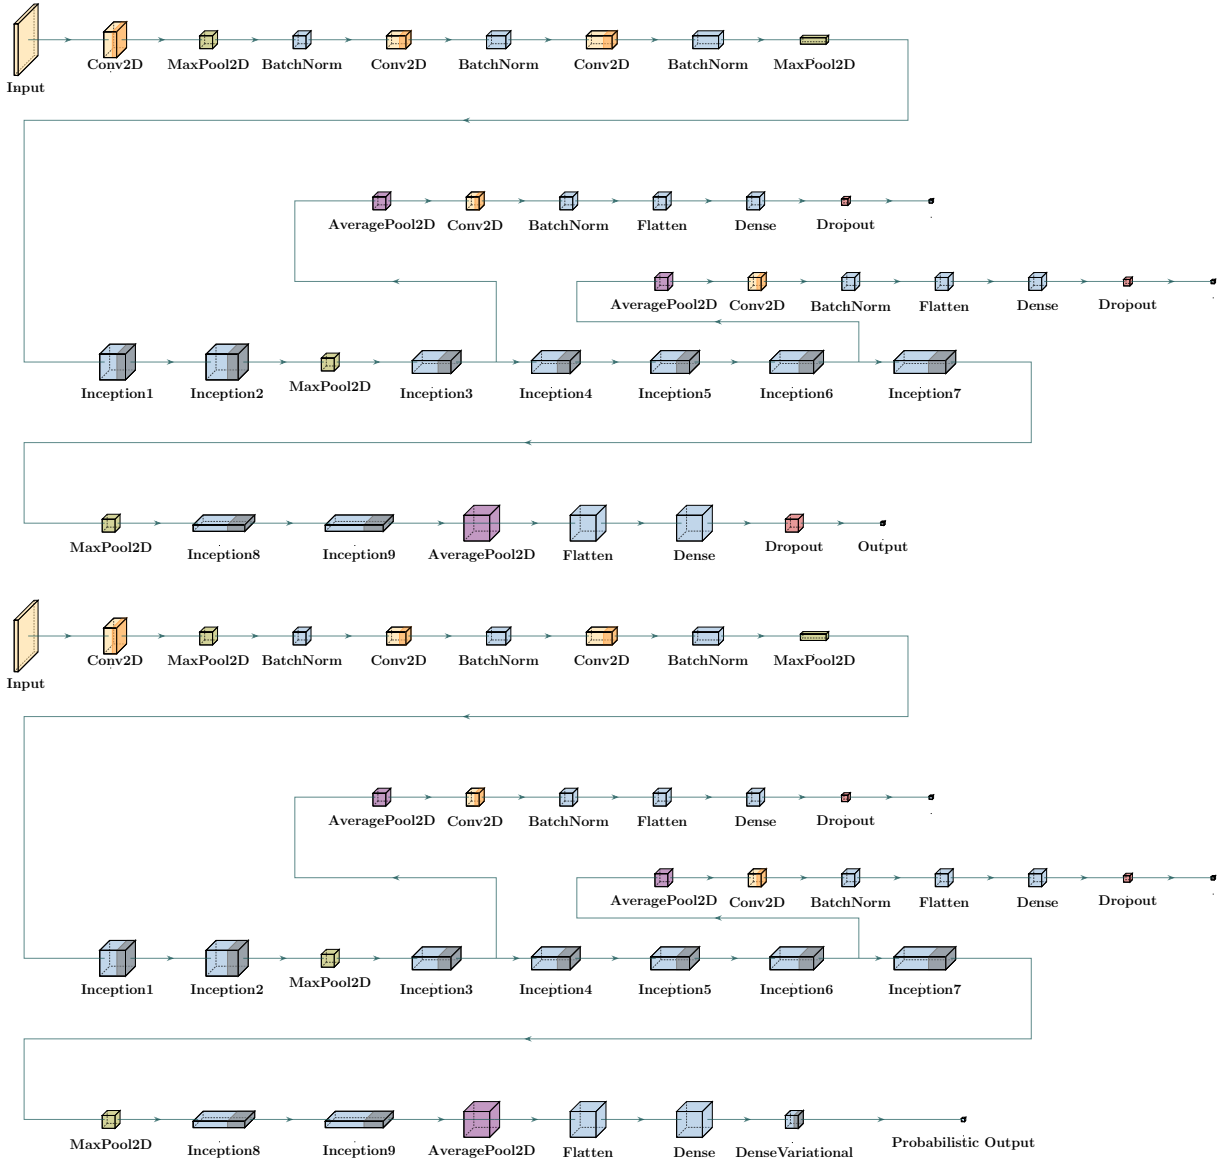 Input
Conv2D MaxPool2D BatchNorm Conv2D BatchNorm Conv2D BatchNorm MaxPool2D
AveragePool2D Conv2D BatchNorm Flatten Dense Dropout
AveragePool2D Conv2D BatchNorm Flatten Dense Dropout
Inception1 Inception2 MaxPool2D Inception3 Inception4 Inception5 Inception6 Inception7
MaxPool2D Inception8 Inception9 AveragePool2D Flatten Dense Dropout Output
Input
Conv2D MaxPool2D BatchNorm Conv2D BatchNorm Conv2D BatchNorm MaxPool2D
AveragePool2D Conv2D BatchNorm Flatten Dense Dropout
AveragePool2D Conv2D BatchNorm Flatten Dense Dropout
Inception1 Inception2 MaxPool2D Inception3 Inception4 Inception5 Inception6 Inception7
MaxPool2D Inception8 Inception9 AveragePool2D Flatten Dense DenseVariational Probabilistic Output